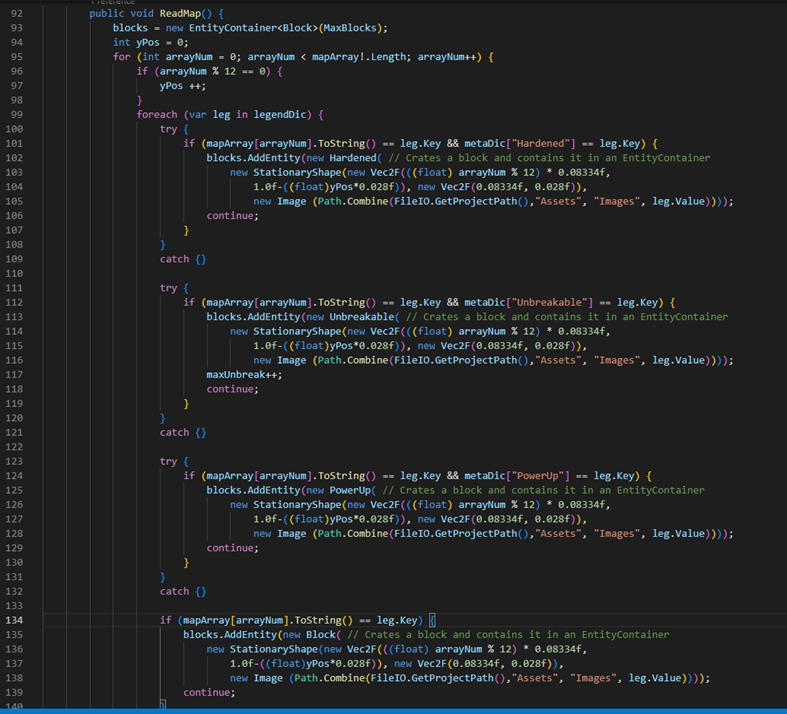 1 reference
92 public void ReadMap() {
93 blocks = new EntityContainer<Block>(MaxBlocks);
94 int yPos = 0;
95 for (int arrayNum = 0; arrayNum < mapArray!.Length; arrayNum++) {
96 if (arrayNum % 12 == 0) {
97 yPos ++;
98 }
99 foreach (var leg in legendDic) {
100 try {
101 if (mapArray[arrayNum].ToString() == leg.Key && metaDic["Hardened"] == leg.Key) {
102 blocks.AddEntity(new Hardened( // Crates a block and contains it in an EntityContainer
103 new StationaryShape(new Vec2F(((float) arrayNum % 12) * 0.08334f,
104 1.0f-((float)yPos*0.028f)), new Vec2F(0.08334f, 0.028f)),
105 new Image (Path.Combine(FileIO.GetProjectPath(),"Assets", "Images", leg.Value))));
106 continue;
107 }
108 }
109 catch {}
110
111 try {
112 if (mapArray[arrayNum].ToString() == leg.Key && metaDic["Unbreakable"] == leg.Key) {
113 blocks.AddEntity(new Unbreakable( // Crates a block and contains it in an EntityContainer
114 new StationaryShape(new Vec2F(((float) arrayNum % 12) * 0.08334f,
115 1.0f-((float)yPos*0.028f)), new Vec2F(0.08334f, 0.028f)),
116 new Image (Path.Combine(FileIO.GetProjectPath(),"Assets", "Images", leg.Value))));
117 maxUnbreak++;
118 continue;
119 }
120 }
121 catch {}
122
123 try {
124 if (mapArray[arrayNum].ToString() == leg.Key && metaDic["PowerUp"] == leg.Key) {
125 blocks.AddEntity(new PowerUp( // Crates a block and contains it in an EntityContainer
126 new StationaryShape(new Vec2F(((float) arrayNum % 12) * 0.08334f,
127 1.0f-((float)yPos*0.028f)), new Vec2F(0.08334f, 0.028f)),
128 new Image (Path.Combine(FileIO.GetProjectPath(),"Assets", "Images", leg.Value))));
129 continue;
130 }
131 }
132 catch {}
133
134 if (mapArray[arrayNum].ToString() == leg.Key) {
135 blocks.AddEntity(new Block( // Crates a block and contains it in an EntityContainer
136 new StationaryShape(new Vec2F(((float) arrayNum % 12) * 0.08334f,
137 1.0f-((float)yPos*0.028f)), new Vec2F(0.08334f, 0.028f)),
138 new Image (Path.Combine(FileIO.GetProjectPath(),"Assets", "Images", leg.Value))));
139 continue;
140 }